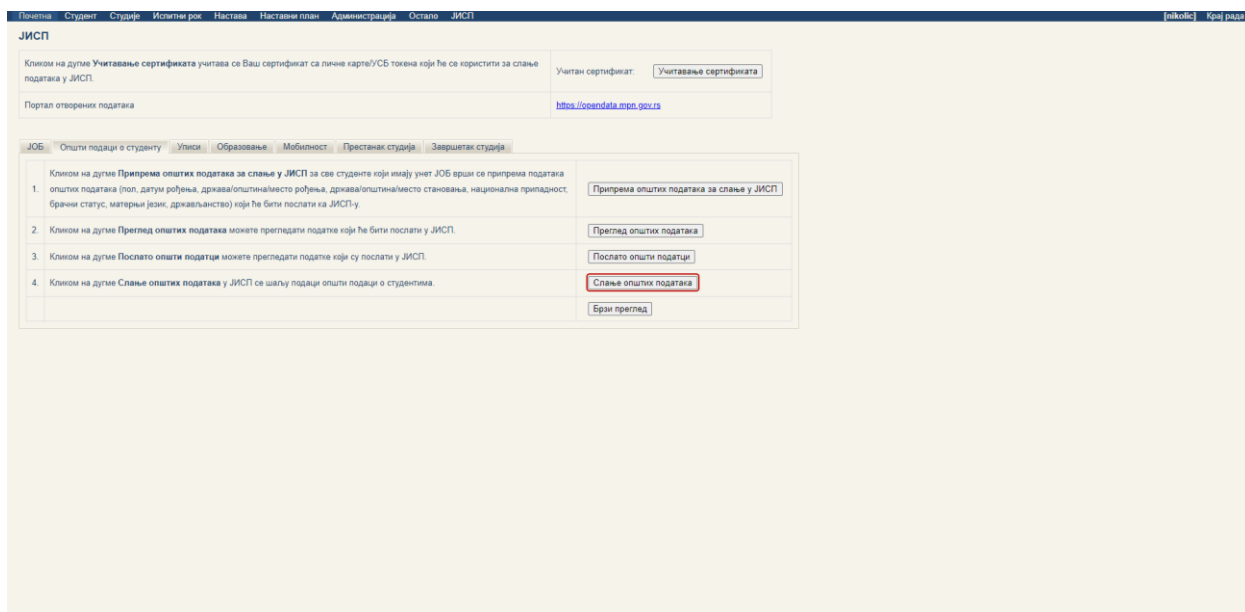 Почетна Студент Студије Испитни рок Настава Наставни план Администрација Остало ЈИСП [nikolic] Крај рада
ЈИСП
Кликом на дугме Учитавање сертификата учитава се Ваш сертификат са личне карте/УСБ токена који ће се користити за слање
података у ЈИСП.
Учитан сертификат: Учитавање сертификата
Портал отворених података https://opendata.mpn.gov.rs
ЈОБ Општи подаци о студенту Уписи Образовање Мобилност Престанак студија Завршетак студија
Кликом на дугме Припрема општих података за слање у ЈИСП за све студенте који имају унет ЈОБ врши се припрема података
1. општих података (пол, датум рођења, држава/општина/место рођења, држава/општина/место становања, национална припадност, Припрема општих података за слање у ЈИСП
брачни статус, матерњи језик, држављанство) који ће бити послати ка ЈИСП-у.
2. Кликом на дугме Преглед општих података можете прегледати податке који ће бити послати у ЈИСП. Преглед општих података
3. Кликом на дугме Послато општи податци можете прегледати податке који су послати у ЈИСП. Послато општи податци
4. Кликом на дугме Слање општих података у ЈИСП се шаљу подаци општи подаци о студентима. Слање општих података
Брзи преглед